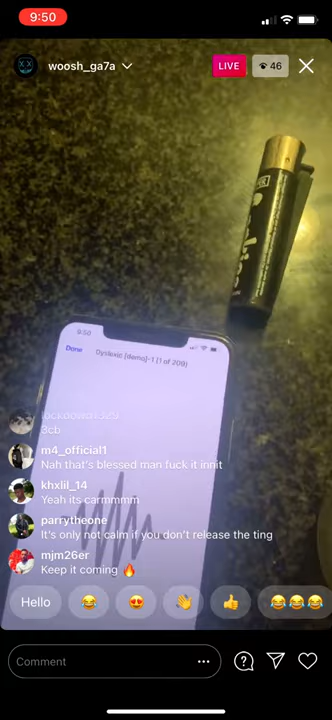 9:50
woosh_ga7a
LIVE
46
9:50
Done
Dyslexic [demo]-1 (1 of 209)
3cb
m4_official1
Nah that's blessed man fuck it innit
khxlil_14
Yeah its carmmmm
parrytheone
It's only not calm if you don't release the ting
mjm26er
Keep it coming 🔥
Hello
Comment